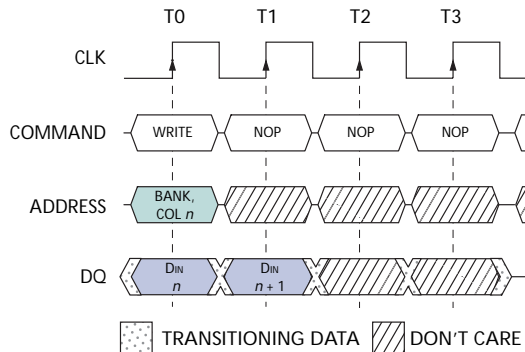 T0 T1 T2 T3
CLK
COMMAND WRITE NOP NOP NOP
ADDRESS BANK,
COL n
DQ DIN
n
DIN
n + 1
TRANSITIONING DATA DON'T CARE